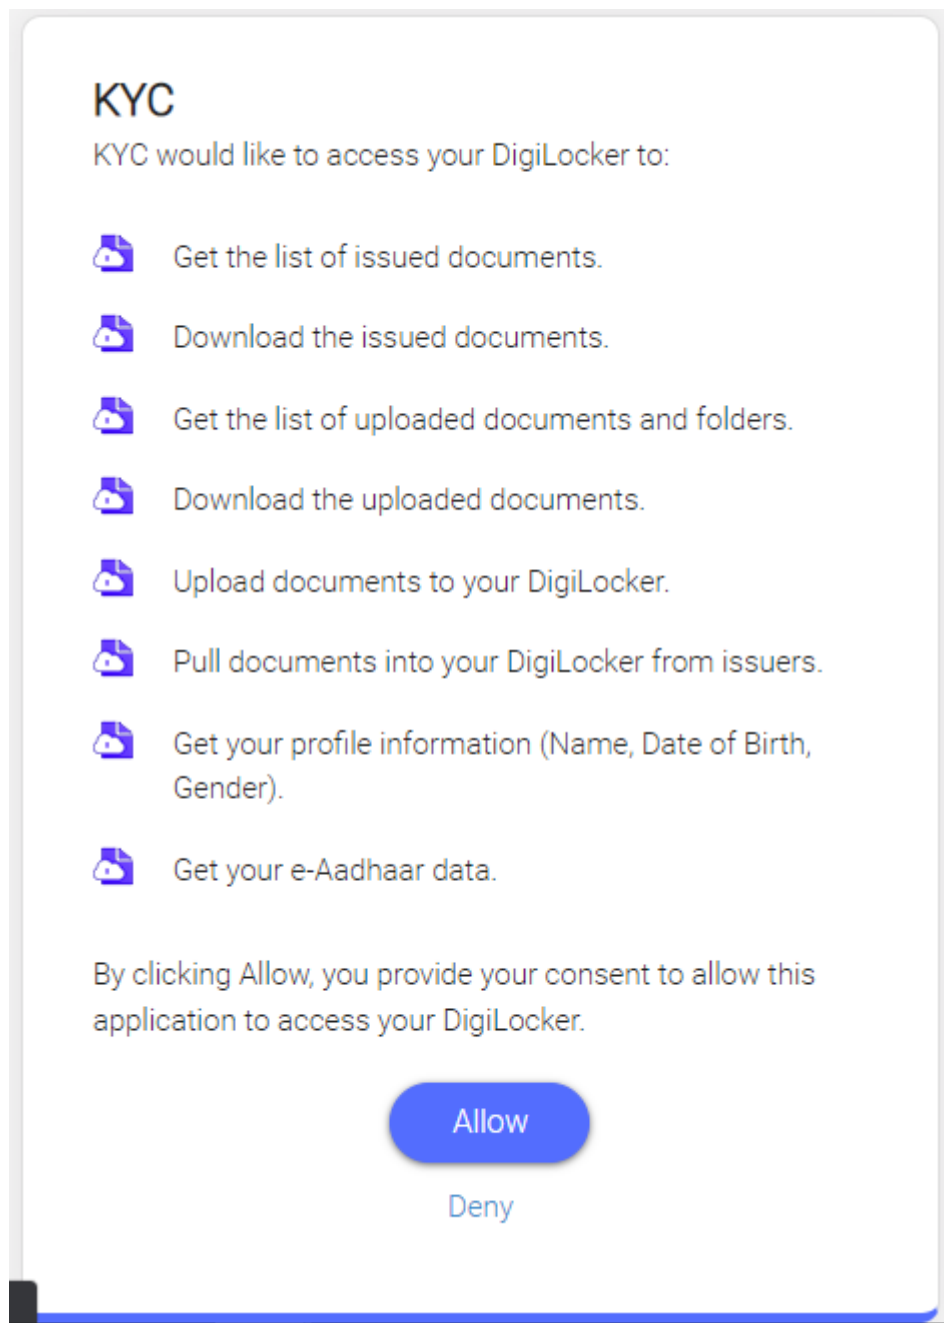 KYC
KYC would like to access your DigiLocker to:
Get the list of issued documents.
Download the issued documents.
Get the list of uploaded documents and folders.
Download the uploaded documents.
Upload documents to your DigiLocker.
Pull documents into your DigiLocker from issuers.
Get your profile information (Name, Date of Birth,
Gender).
Get your e-Aadhaar data.
By clicking Allow, you provide your consent to allow this
application to access your DigiLocker.
Allow
Deny